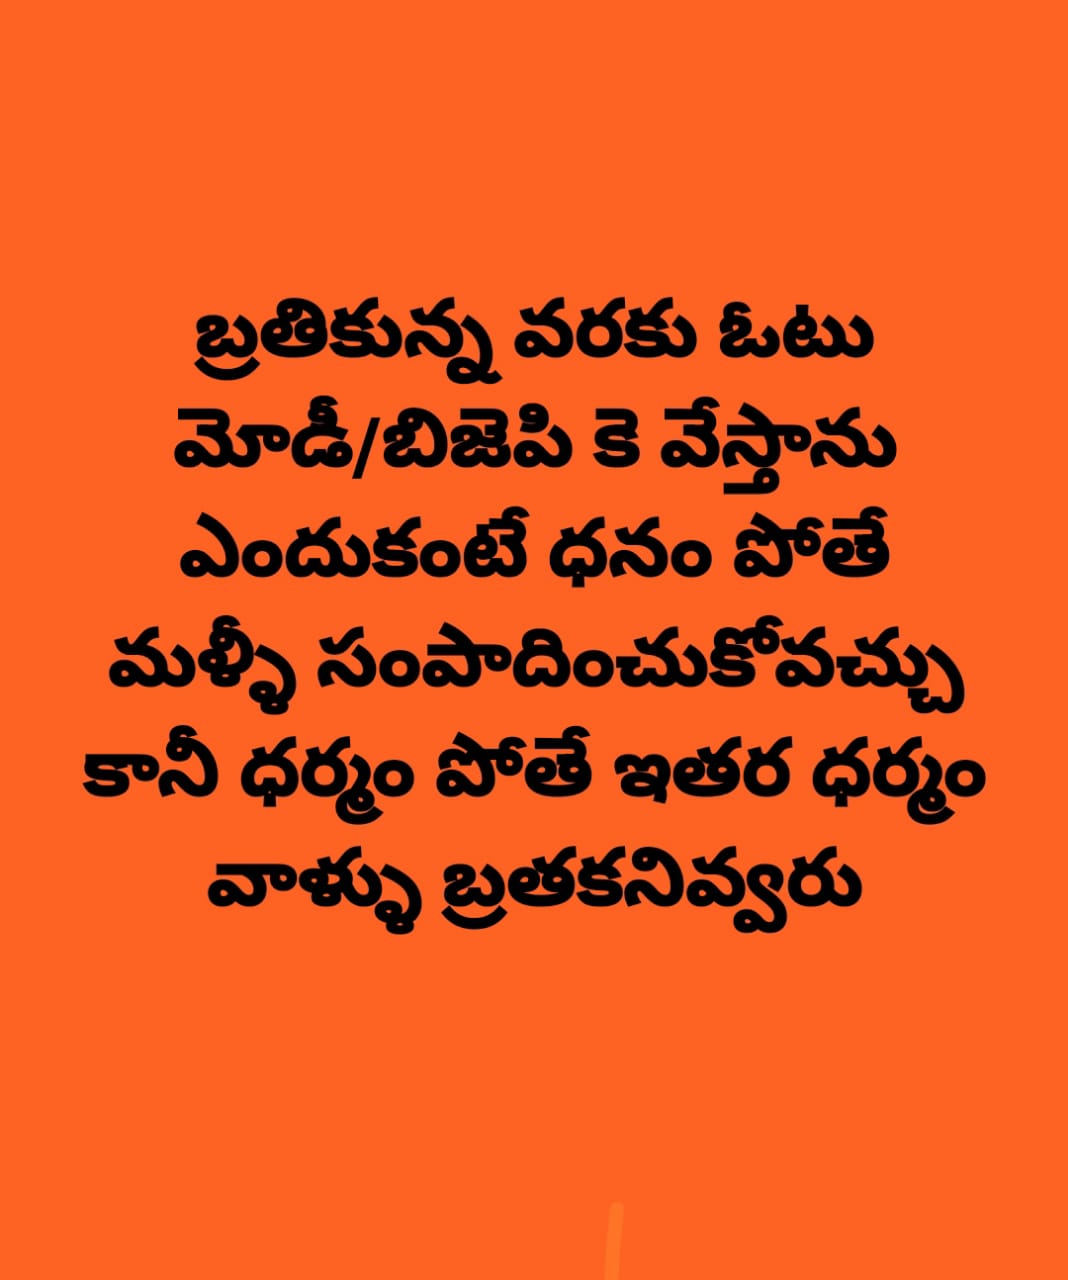 బ్రతికున్న వరకు ఓటు
మోడీ/బిజెపి కె వేస్తాను
ఎందుకంటే ధనం పోతే
మళ్ళీ సంపాదించుకోవచ్చు
కానీ ధర్మం పోతే ఇతర ధర్మం
వాళ్ళు బ్రతకనివ్వరు